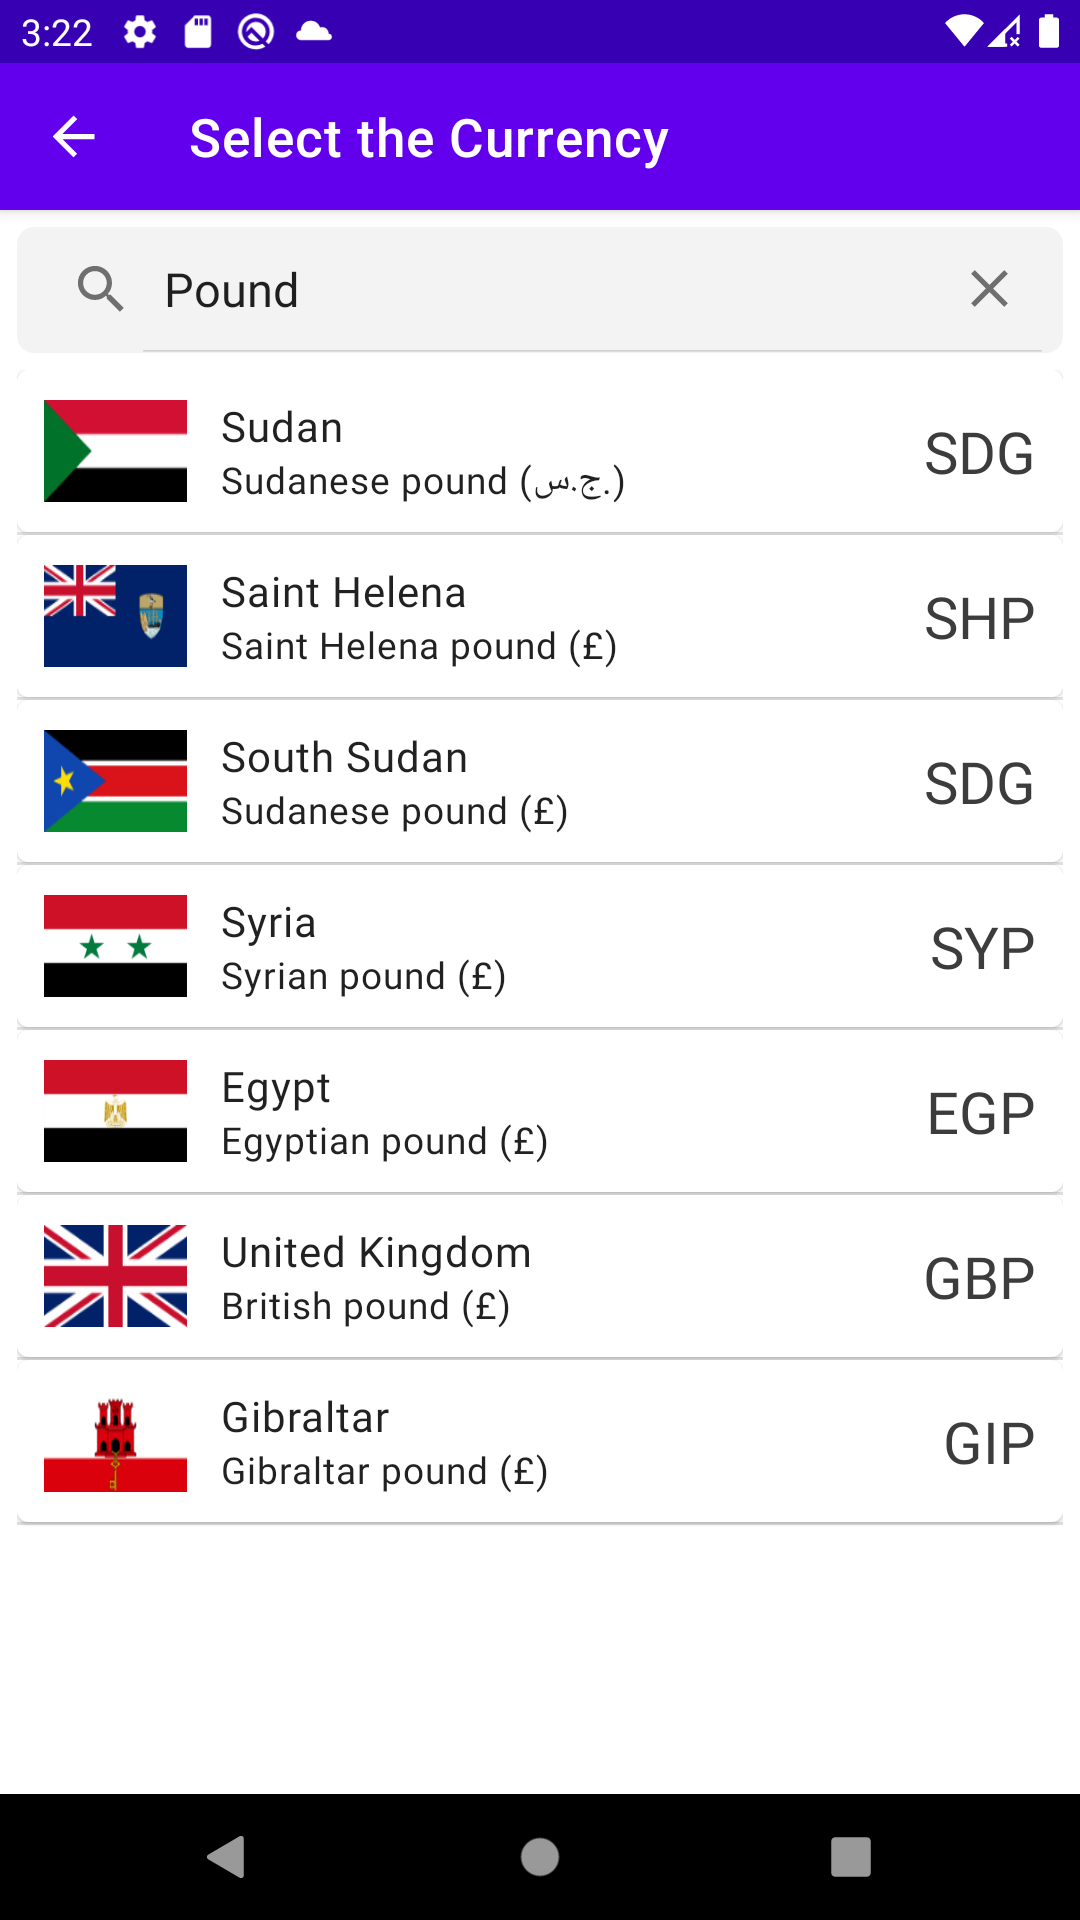 3:22
Select the Currency
Pound
Sudan
Sudanese pound (ج.س.)
SDG
Saint Helena
Saint Helena pound (£)
SHP
South Sudan
Sudanese pound (£)
SDG
Syria
Syrian pound (£)
SYP
Egypt
Egyptian pound (£)
EGP
United Kingdom
British pound (£)
GBP
Gibraltar
Gibraltar pound (£)
GIP